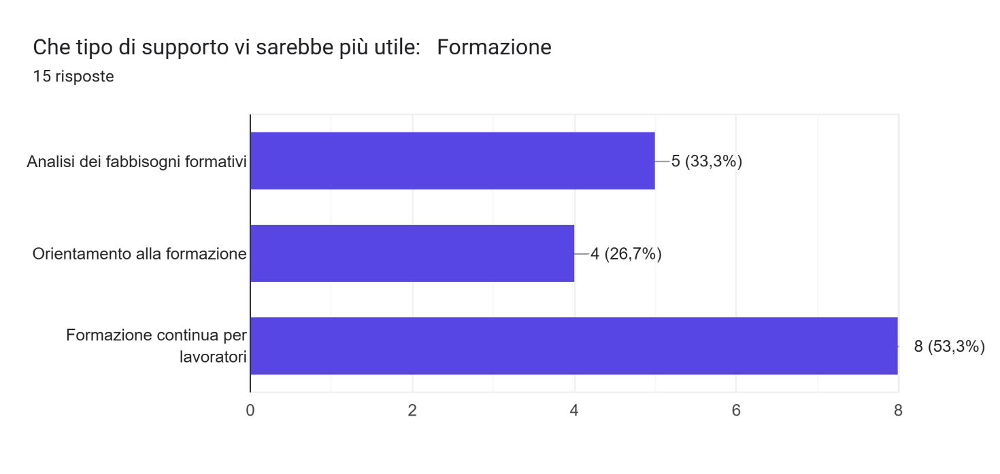 Che tipo di supporto vi sarebbe più utile:   Formazione
15 risposte
Analisi dei fabbisogni formativi
5 (33,3%)
Orientamento alla formazione
4 (26,7%)
Formazione continua per
lavoratori
8 (53,3%)
0 2 4 6 8